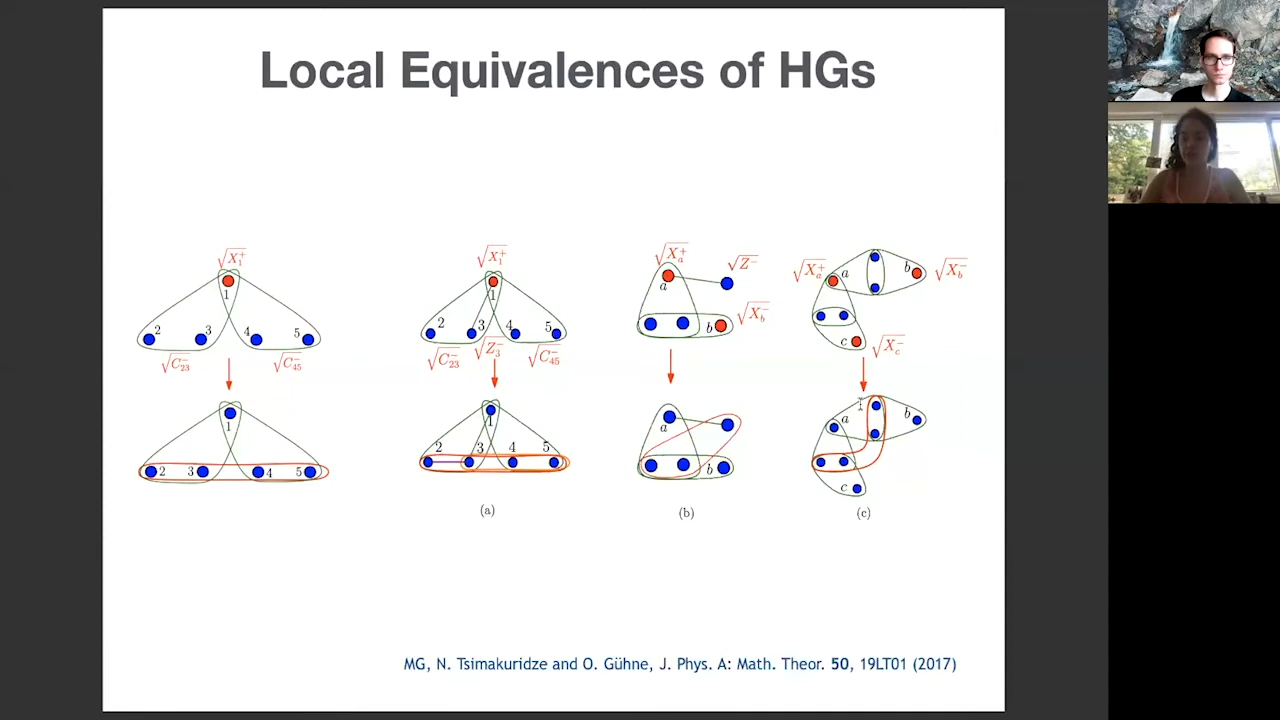 Local Equivalences of HGs
√X₁⁺
1
2
3
4
5
√C₂₃⁻
√C₄₅⁻
1
2
3
4
5
√X₁⁺
1
2
3
4
5
√C₂₃⁻
√Z₃⁻
√C₄₅⁻
1
2
3
4
5
(a)
√Xₐ⁺
√Z⁻
a
b
√X_b⁻
a
b
(b)
√Xₐ⁺
a
b
√X_b⁻
c
√X_c⁻
a
b
c
(c)
MG, N. Tsimakuridze and O. Gühne, J. Phys. A: Math. Theor. 50, 19LT01 (2017)